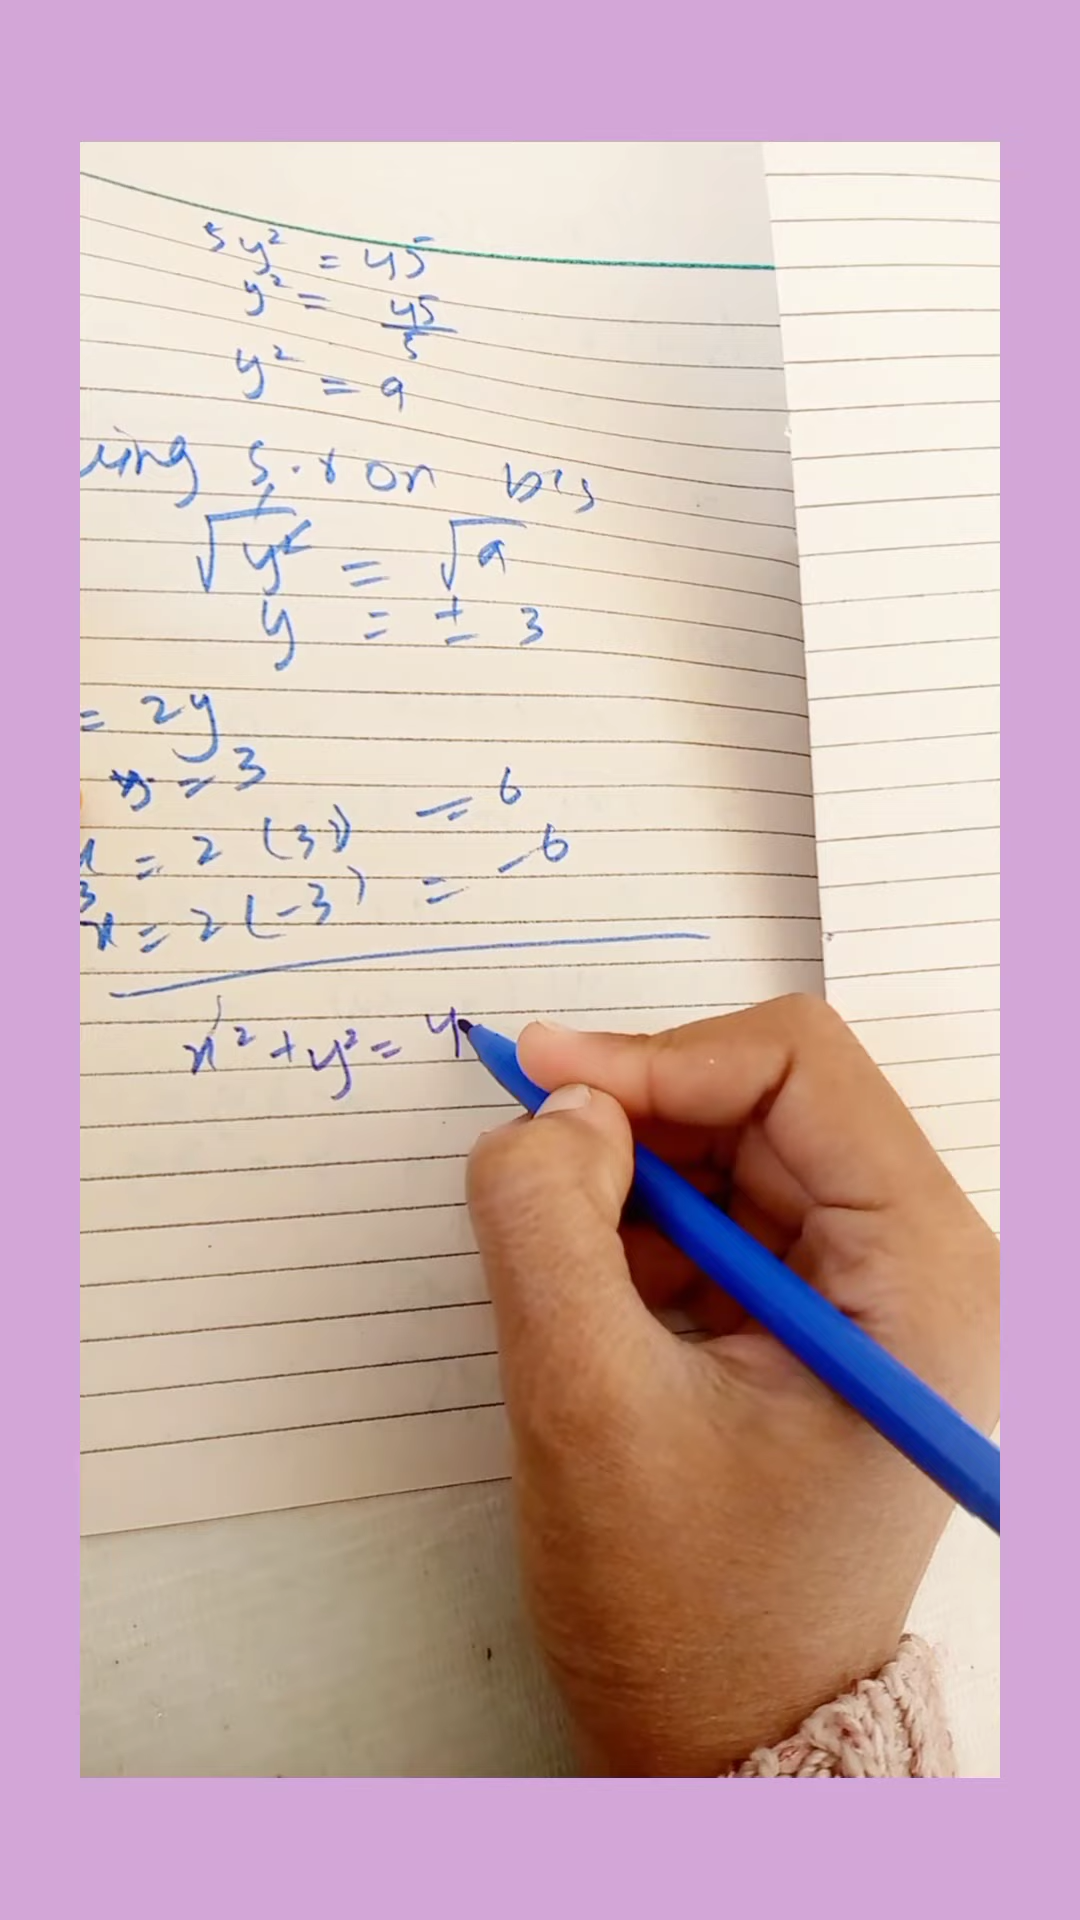 5y² = 45
y² = 45/5
y² = 9
s.r on b's
√y² = √9
y = ± 3
= 2y
y = 3
x = 2 (3) = 6
x = 2 (-3) = -6
x² + y² = 4